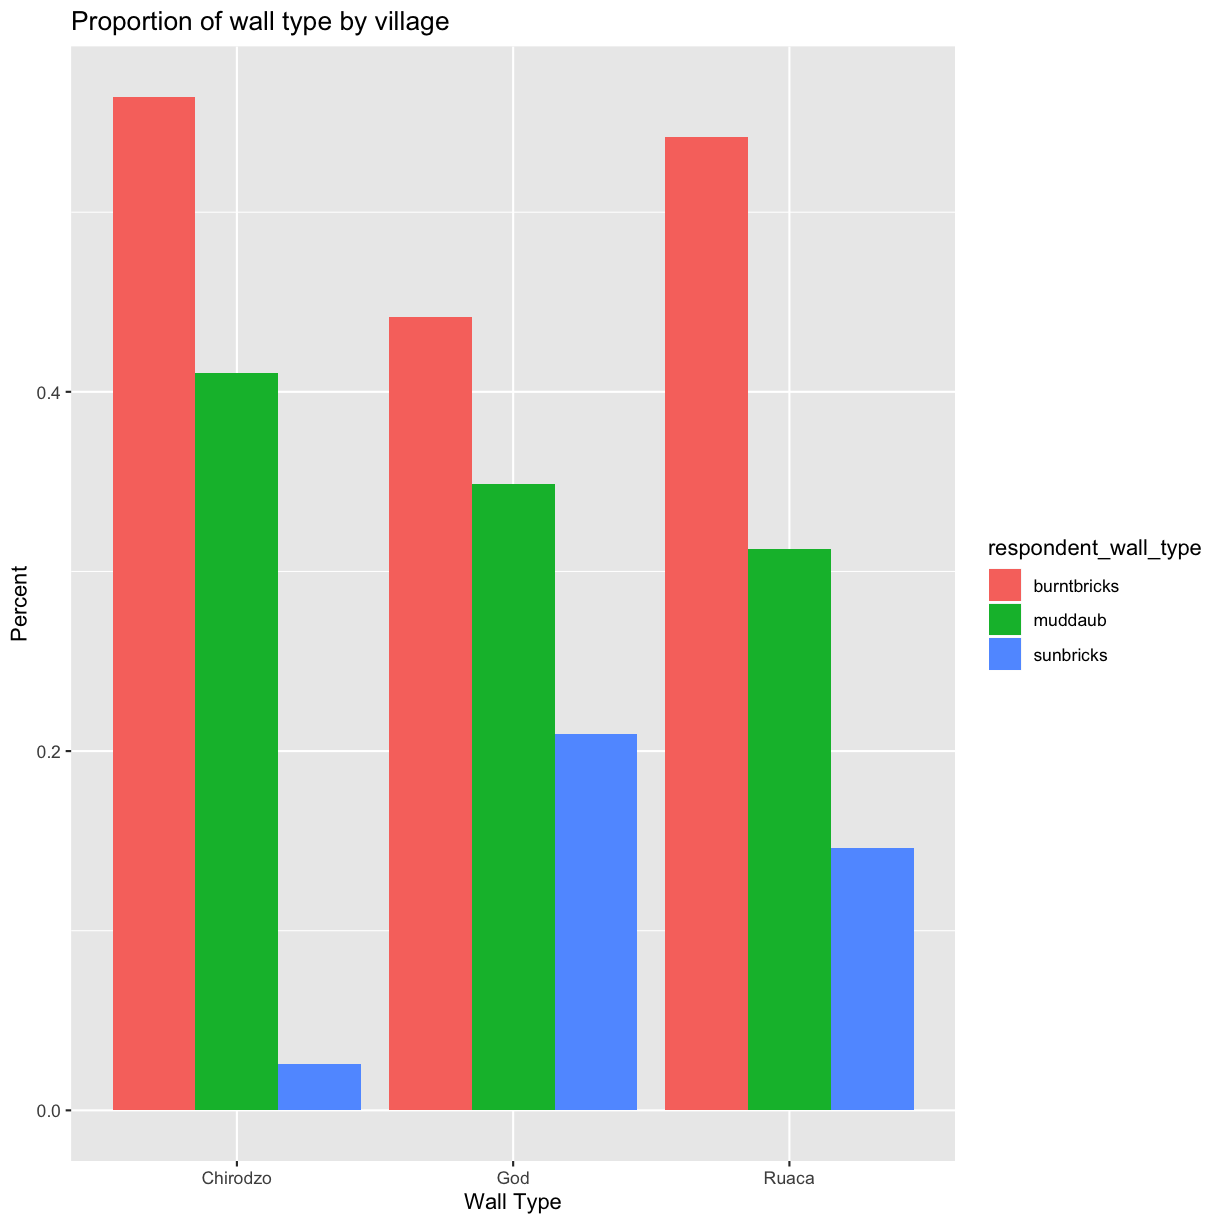 Proportion of wall type by village
Percent
0.4
0.2
0.0
Chirodzo
God
Ruaca
Wall Type
respondent_wall_type
burntbricks
muddaub
sunbricks